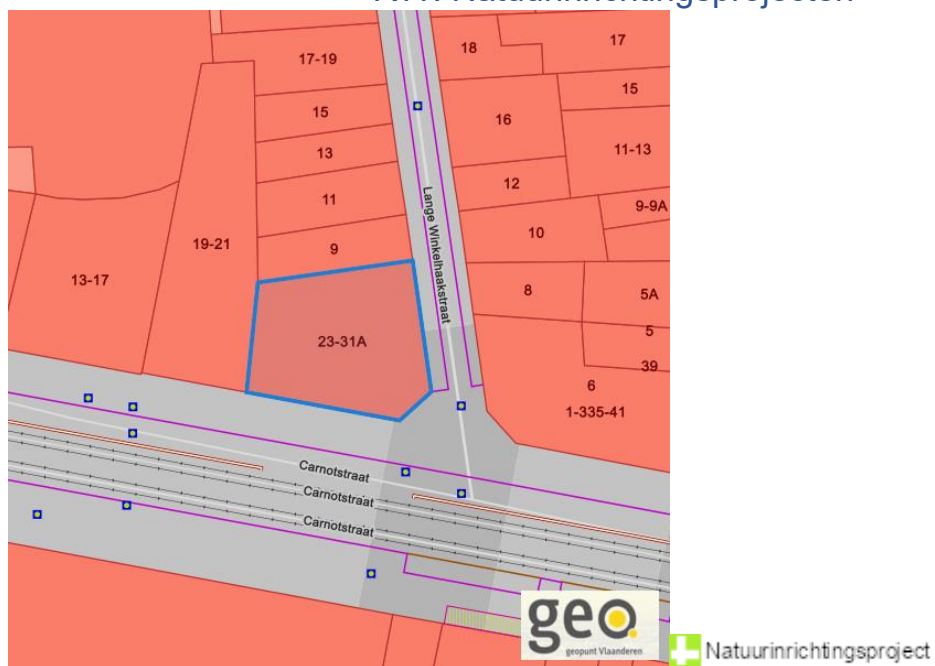 17-19
18
17
15
15
16
13
11-13
12
11
9-9A
19-21
10
9
13-17
8
5A
23-31A
5
39
6
1-335-41
Lange Winkelhaakstraat
Carnotstraat
Carnotstraat
Carnotstraat
geo
geopunt Vlaanderen
Natuurinrichtingsproject